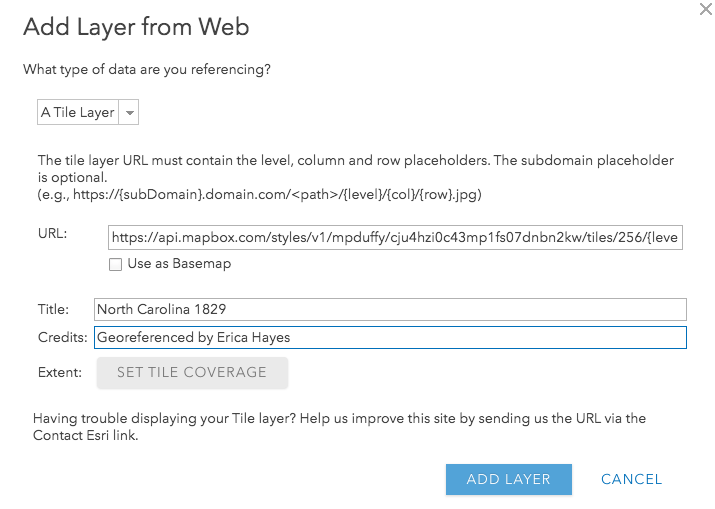 Add Layer from Web
What type of data are you referencing?
A Tile Layer
The tile layer URL must contain the level, column and row placeholders. The subdomain placeholder
is optional.
(e.g., https://{subDomain}.domain.com/<path>/{level}/{col}/{row}.jpg)
URL: https://api.mapbox.com/styles/v1/mpduffy/cju4hzi0c43mp1fs07dnbn2kw/tiles/256/{leve
Use as Basemap
Title: North Carolina 1829
Credits: Georeferenced by Erica Hayes
Extent: SET TILE COVERAGE
Having trouble displaying your Tile layer? Help us improve this site by sending us the URL via the
Contact Esri link.
ADD LAYER CANCEL